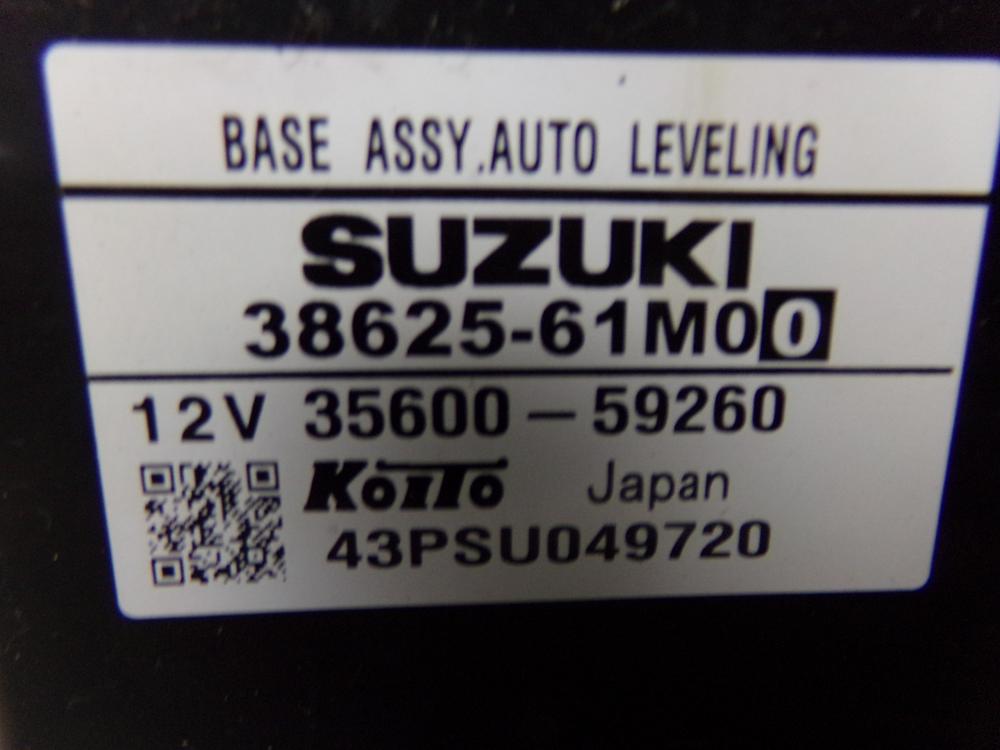 BASE ASSY.AUTO LEVELING
SUZUKI
38625-61M00
12V 35600-59260
KOITO Japan
43PSU049720